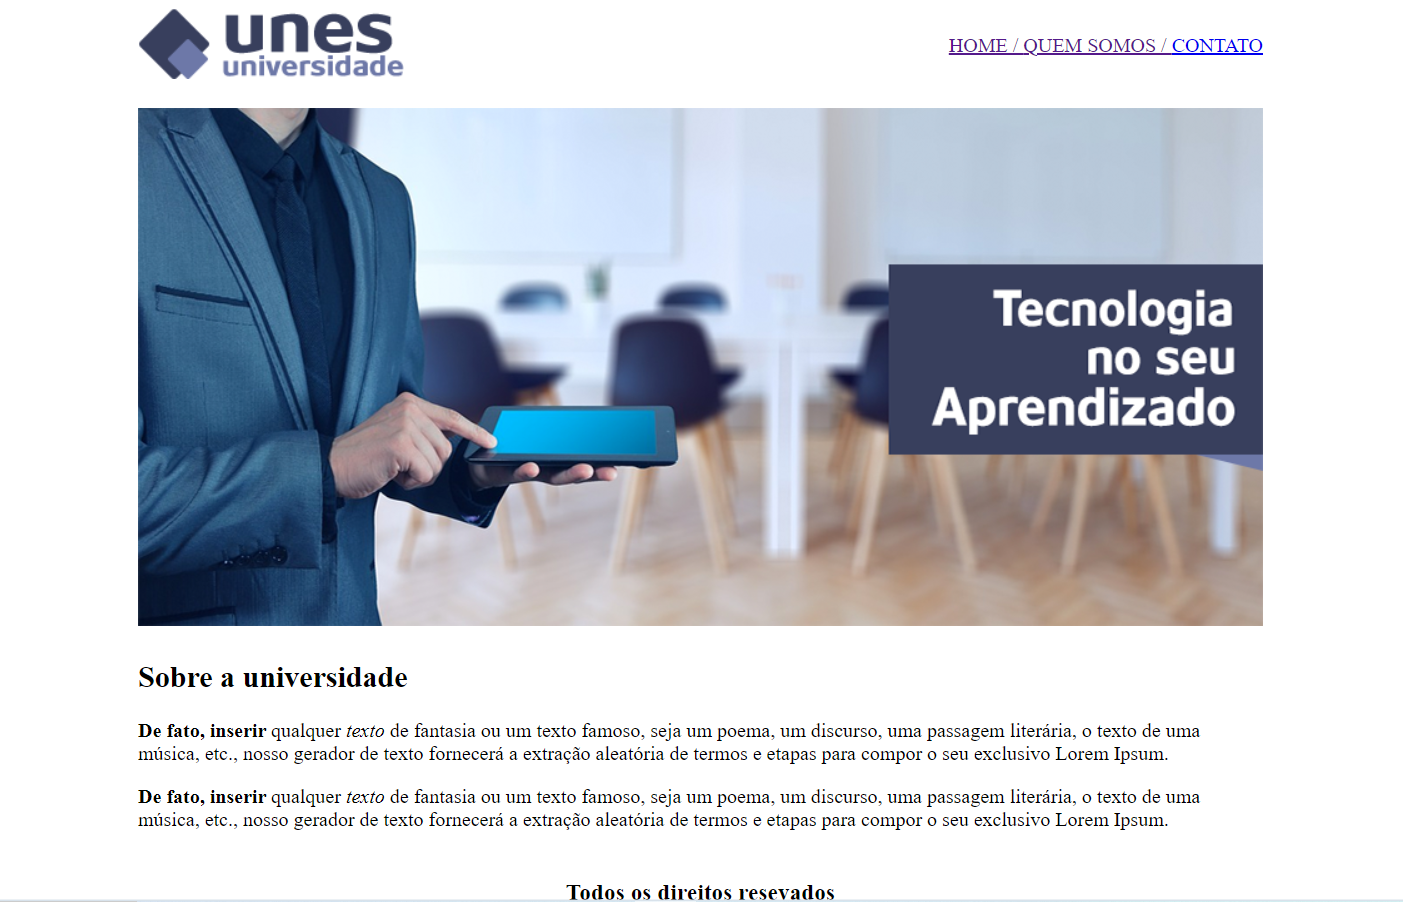 unes
universidade
HOME / QUEM SOMOS / CONTATO
Tecnologia
no seu
Aprendizado
Sobre a universidade
De fato, inserir qualquer texto de fantasia ou um texto famoso, seja um poema, um discurso, uma passagem literária, o texto de uma
música, etc., nosso gerador de texto fornecerá a extração aleatória de termos e etapas para compor o seu exclusivo Lorem Ipsum.
De fato, inserir qualquer texto de fantasia ou um texto famoso, seja um poema, um discurso, uma passagem literária, o texto de uma
música, etc., nosso gerador de texto fornecerá a extração aleatória de termos e etapas para compor o seu exclusivo Lorem Ipsum.
Todos os direitos resevados